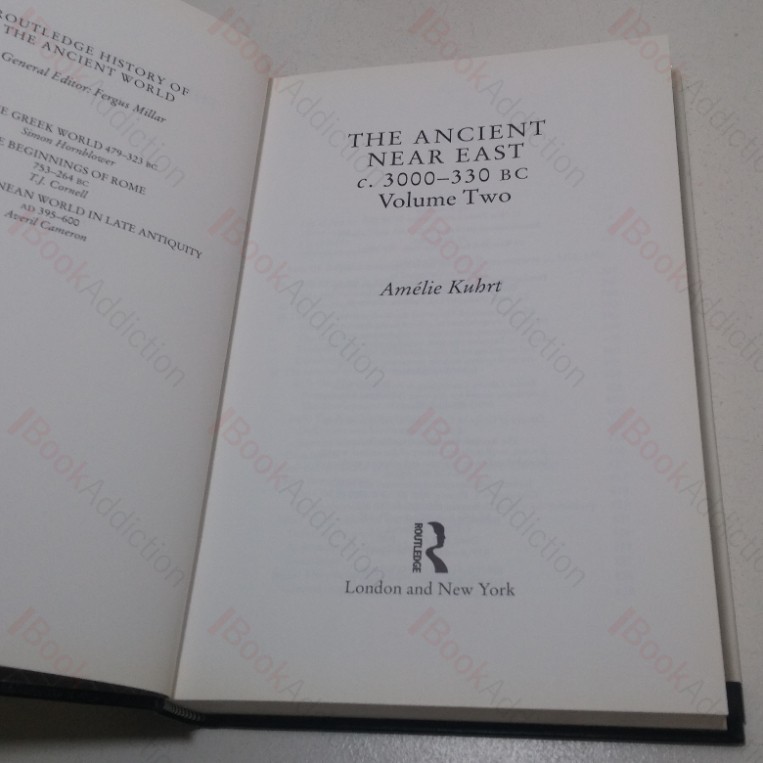 ROUTLEDGE HISTORY OF
THE ANCIENT WORLD
General Editor: Fergus Millar
GREEK WORLD 479–323 BC
Simon Hornblower
BEGINNINGS OF ROME
753–264 BC
T.J. Cornell
WORLD IN LATE ANTIQUITY
AD 395–600
Averil Cameron
THE ANCIENT
NEAR EAST
c. 3000–330 BC
Volume Two
Amélie Kuhrt
ROUTLEDGE
London and New York
BookAddiction